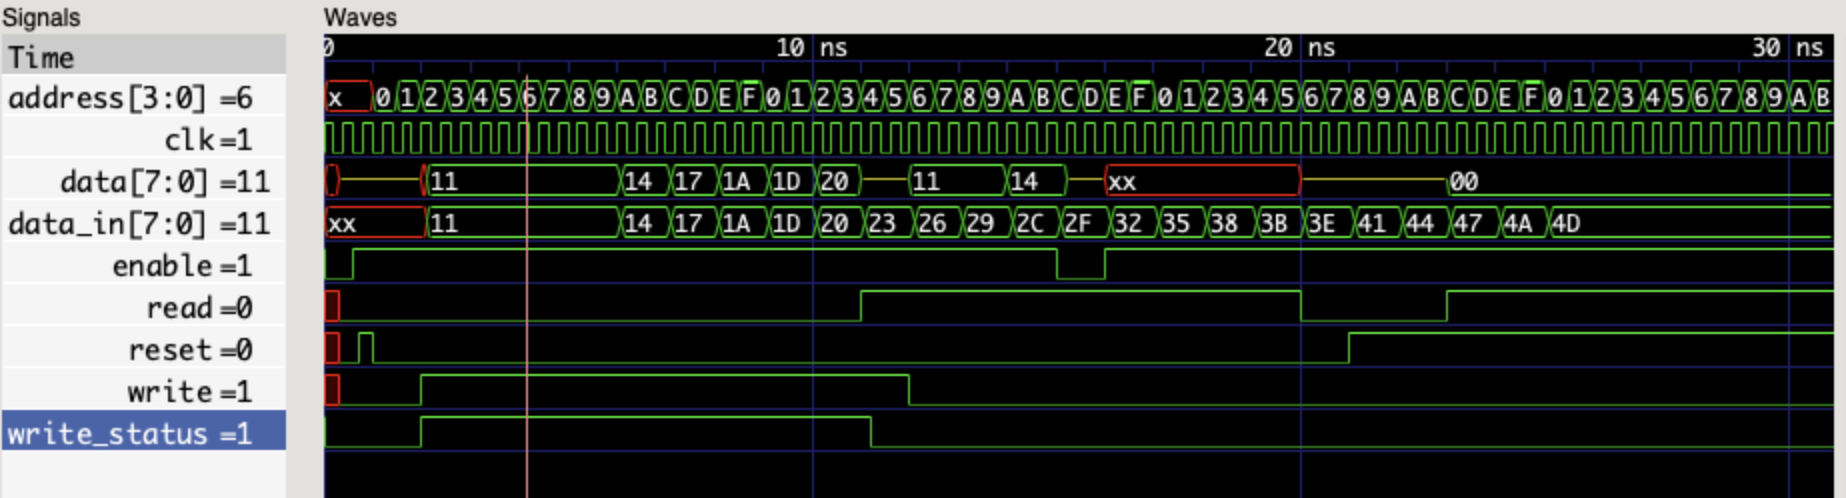 Signals Waves
Time 0 10 ns 20 ns 30 ns
address[3:0] =6 x 0 1 2 3 4 5 6 7 8 9 A B C D E F 0 1 2 3 4 5 6 7 8 9 A B C D E F 0 1 2 3 4 5 6 7 8 9 A B C D E F 0 1 2 3 4 5 6 7 8 9 A B
clk=1
data[7:0] =11 11 14 17 1A 1D 20 11 14 xx 00
data_in[7:0] =11 xx 11 14 17 1A 1D 20 23 26 29 2C 2F 32 35 38 3B 3E 41 44 47 4A 4D
enable=1
read=0
reset=0
write=1
write_status =1